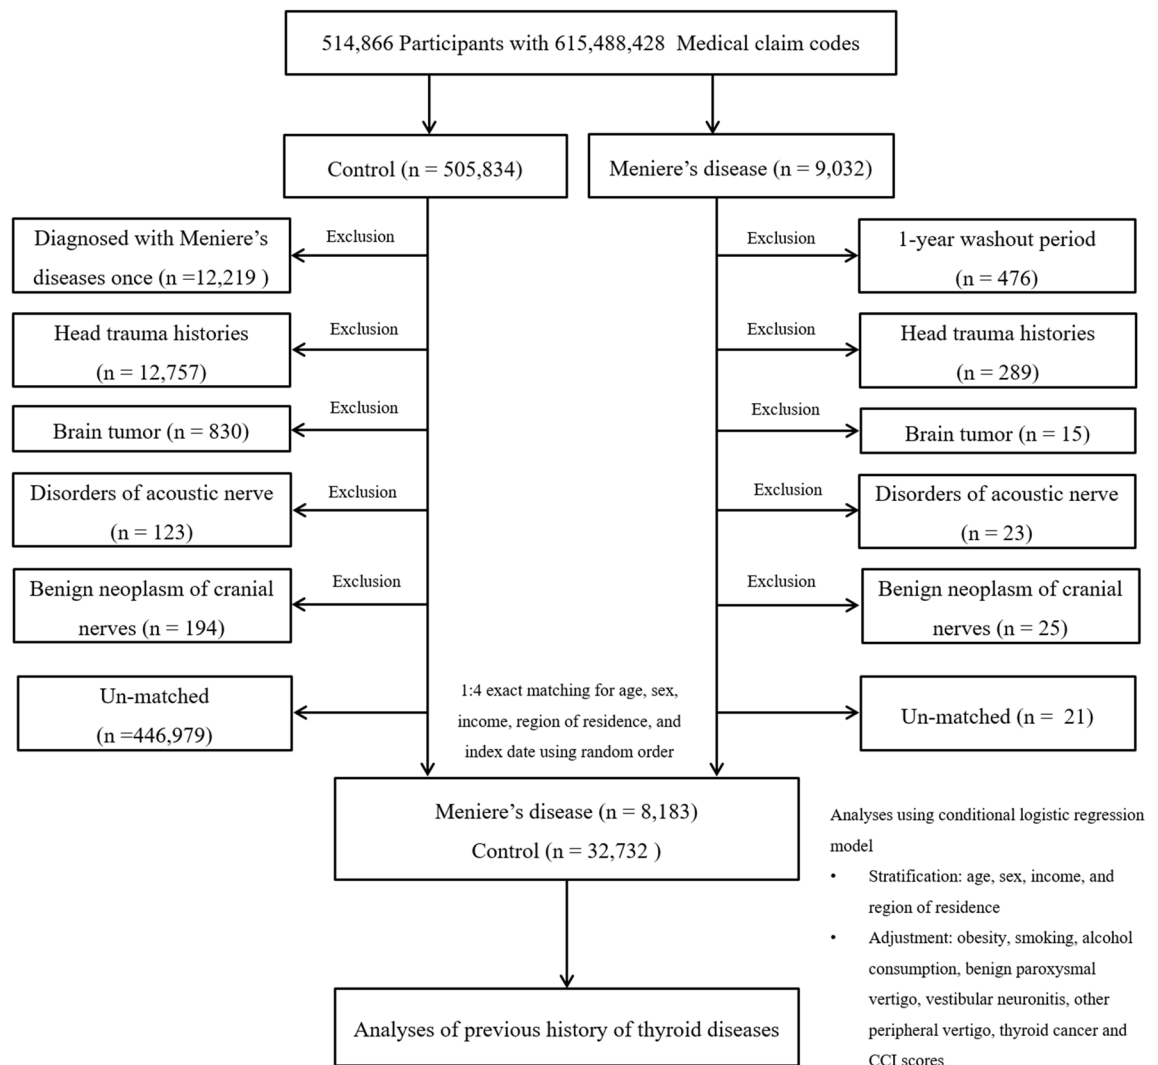 514,866 Participants with 615,488,428 Medical claim codes
Control (n = 505,834)
Meniere’s disease (n = 9,032)
Diagnosed with Meniere’s
diseases once (n =12,219 )
Exclusion
Exclusion
1-year washout period
(n = 476)
Head trauma histories
(n = 12,757)
Exclusion
Exclusion
Head trauma histories
(n = 289)
Brain tumor (n = 830)
Exclusion
Exclusion
Brain tumor (n = 15)
Disorders of acoustic nerve
(n = 123)
Exclusion
Exclusion
Disorders of acoustic nerve
(n = 23)
Benign neoplasm of cranial
nerves (n = 194)
Exclusion
Exclusion
Benign neoplasm of cranial
nerves (n = 25)
Un-matched
(n =446,979)
1:4 exact matching for age, sex,
income, region of residence, and
index date using random order
Un-matched (n = 21)
Meniere’s disease (n = 8,183)
Control (n = 32,732 )
Analyses using conditional logistic regression
model
• Stratification: age, sex, income, and
region of residence
• Adjustment: obesity, smoking, alcohol
consumption, benign paroxysmal
vertigo, vestibular neuronitis, other
peripheral vertigo, thyroid cancer and
CCI scores
Analyses of previous history of thyroid diseases